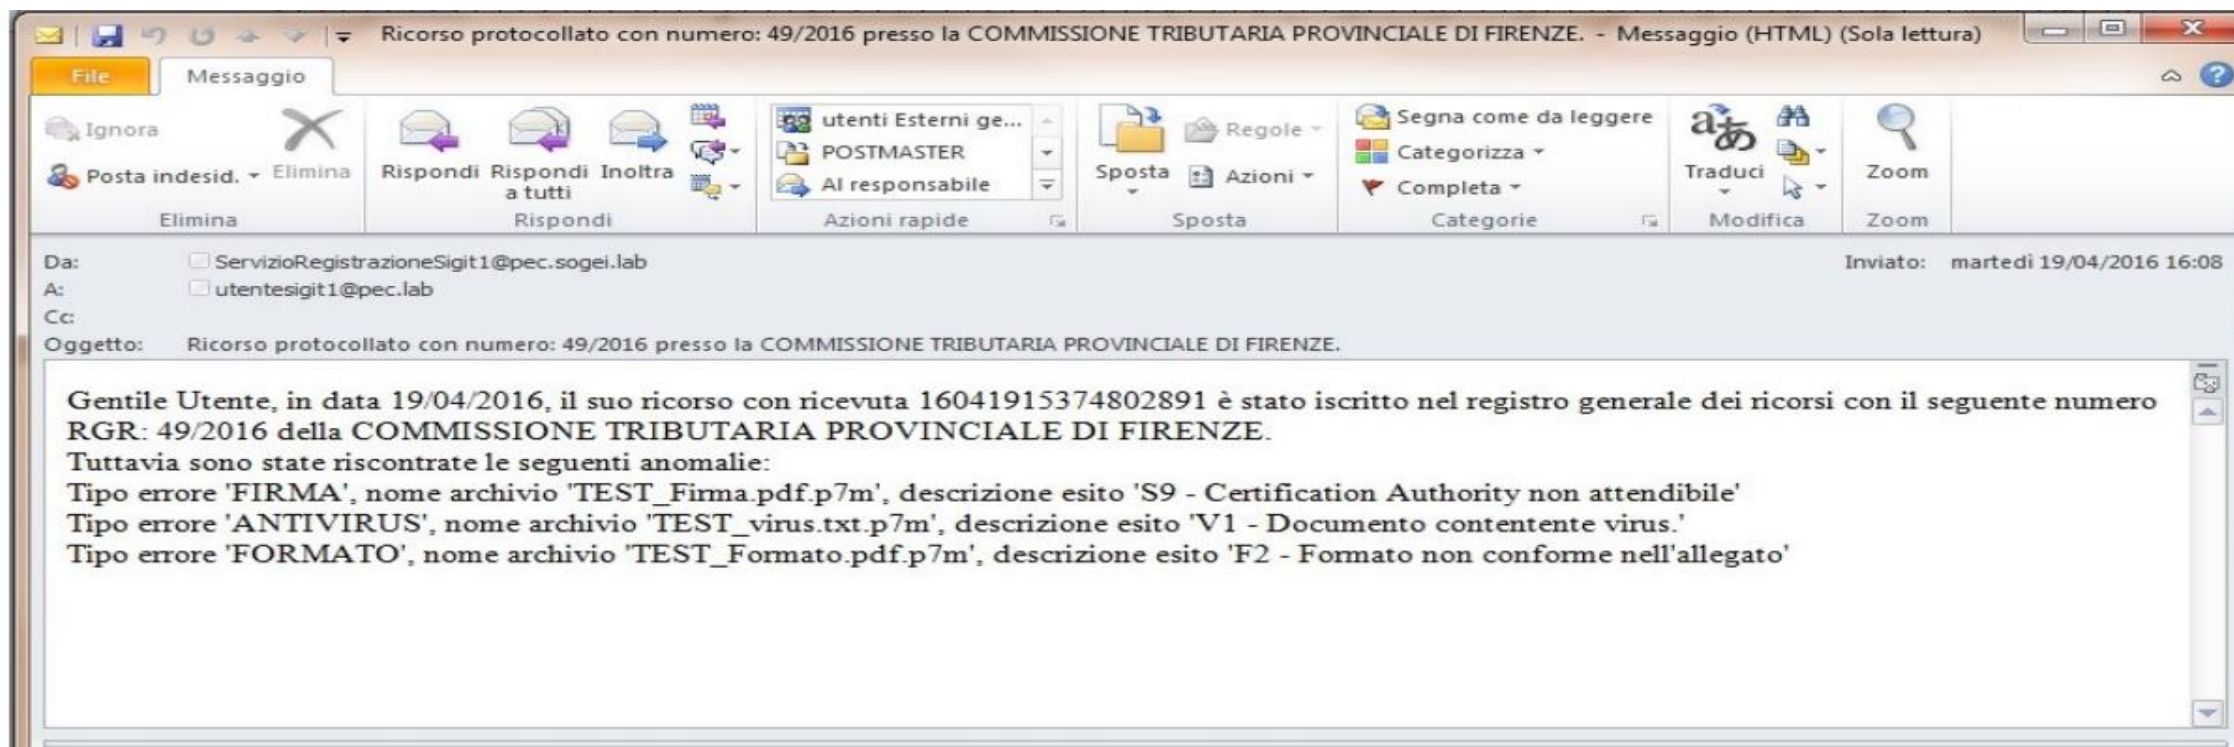 Ricorso protocollato con numero: 49/2016 presso la COMMISSIONE TRIBUTARIA PROVINCIALE DI FIRENZE. - Messaggio (HTML) (Sola lettura)
File Messaggio
Ignora
Posta indesid. Elimina
Rispondi Rispondi a tutti Inoltra
utenti Esterni ge...
POSTMASTER
Al responsabile
Sposta Regole
Azioni
Segna come da leggere
Categorizza
Completa
Traduci
Zoom
Elimina Rispondi Azioni rapide Sposta Categorie Modifica Zoom
Da: ServizioRegistrazioneSigit1@pec.sogei.lab Inviato: martedì 19/04/2016 16:08
A: utentesigit1@pec.lab
Cc:
Oggetto: Ricorso protocollato con numero: 49/2016 presso la COMMISSIONE TRIBUTARIA PROVINCIALE DI FIRENZE.
Gentile Utente, in data 19/04/2016, il suo ricorso con ricevuta 16041915374802891 è stato iscritto nel registro generale dei ricorsi con il seguente numero
RGR: 49/2016 della COMMISSIONE TRIBUTARIA PROVINCIALE DI FIRENZE.
Tuttavia sono state riscontrate le seguenti anomalie:
Tipo errore 'FIRMA', nome archivio 'TEST_Firma.pdf.p7m', descrizione esito 'S9 - Certification Authority non attendibile'
Tipo errore 'ANTIVIRUS', nome archivio 'TEST_virus.txt.p7m', descrizione esito 'V1 - Documento contentente virus.'
Tipo errore 'FORMATO', nome archivio 'TEST_Formato.pdf.p7m', descrizione esito 'F2 - Formato non conforme nell'allegato'